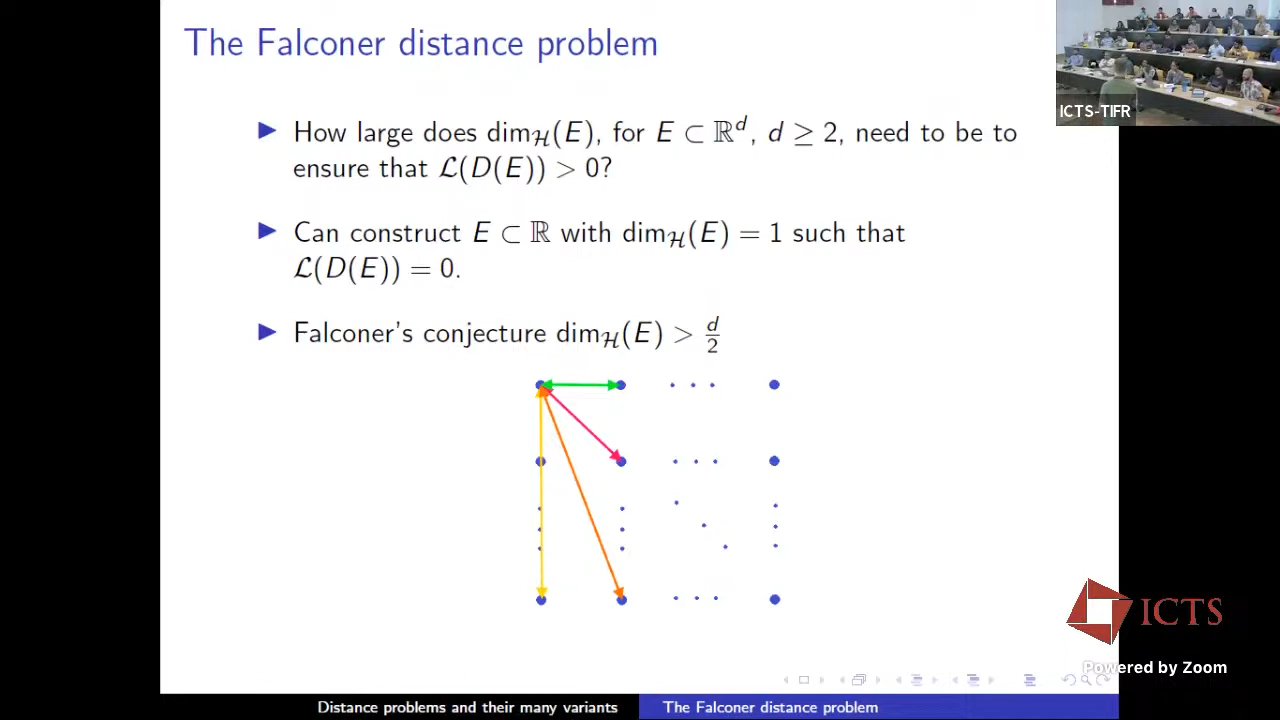 The Falconer distance problem
▶ How large does dim_ℋ(E), for E ⊂ ℝ^d, d ≥ 2, need to be to
ensure that ℒ(D(E)) > 0?
▶ Can construct E ⊂ ℝ with dim_ℋ(E) = 1 such that
ℒ(D(E)) = 0.
▶ Falconer's conjecture dim_ℋ(E) > d/2
ICTS-TIFR
ICTS
Powered by Zoom
Distance problems and their many variants
The Falconer distance problem